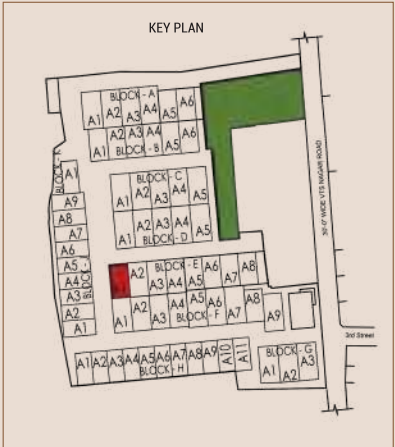 KEY PLAN
BLOCK - A
A1 A2 A3 A4 A5 A6
A1 A2 A3 A4 A5 A6
BLOCK - B
BLOCK - C
A1 A2 A3 A4 A5
A1 A2 A3 A4 A5
BLOCK - D
A2 BLOCK - E
A3 A4 A5 A6 A7 A8
A1 A2 A3 A4 A5 A6 A7 A8 A9
BLOCK - F
BLOCK - G
A1 A2 A3
A1 A2 A3 A4 A5 A6 A7 A8 A9 A10 A11
BLOCK - H
A1
A9
A8
A7
A6
A5
A4
A3
A2
A1
BLOCK
BLOCK
WIDE VTS NAGAR ROAD
3rd Street